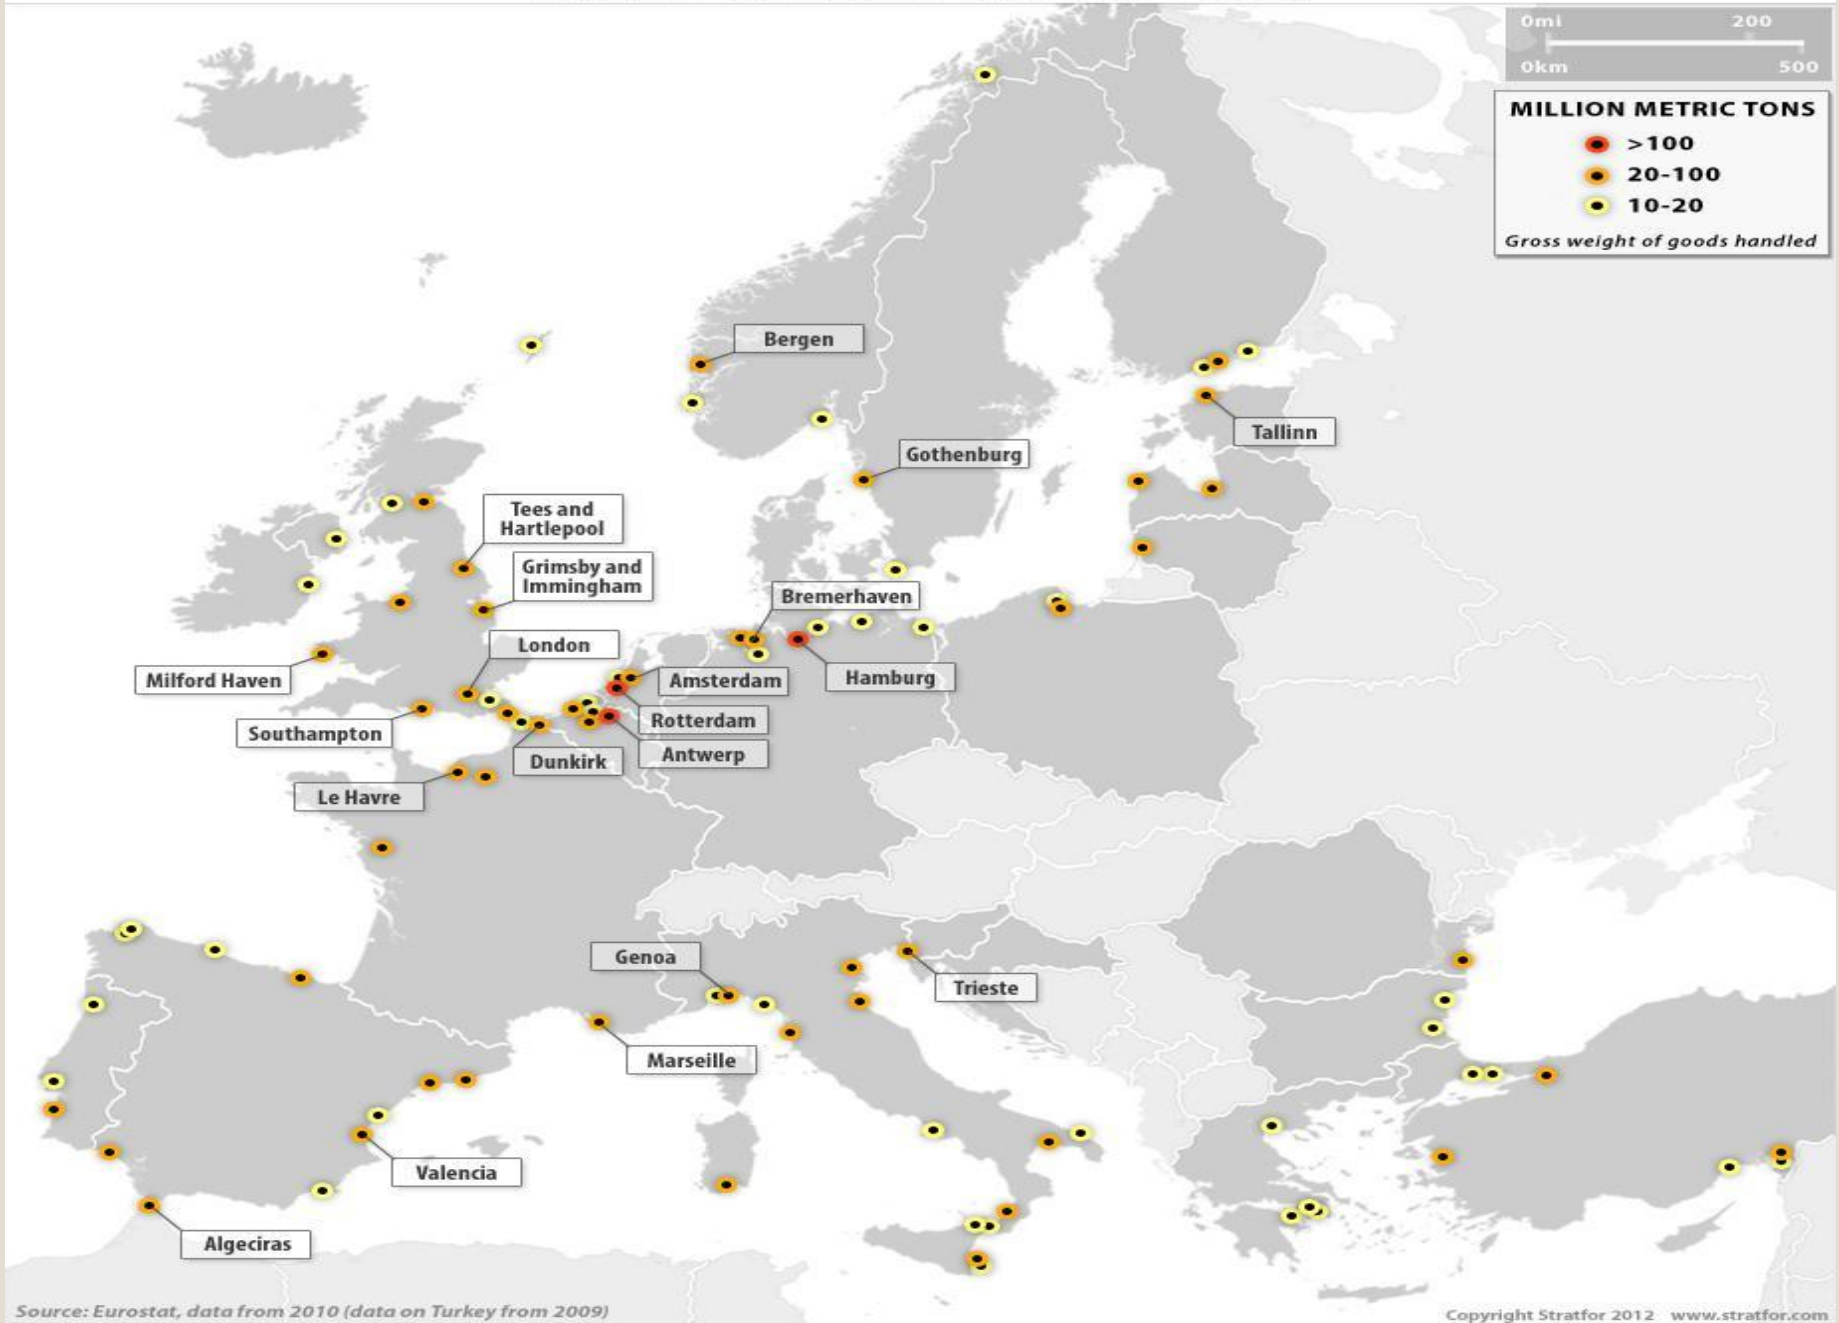 0mi 200
0km 500
MILLION METRIC TONS
>100
20-100
10-20
Gross weight of goods handled
Bergen
Tallinn
Gothenburg
Tees and
Hartlepool
Grimsby and
Immingham
Bremerhaven
London
Milford Haven
Amsterdam
Hamburg
Southampton
Rotterdam
Antwerp
Dunkirk
Le Havre
Genoa
Trieste
Marseille
Valencia
Algeciras
Source: Eurostat, data from 2010 (data on Turkey from 2009)
Copyright Stratfor 2012 www.stratfor.com